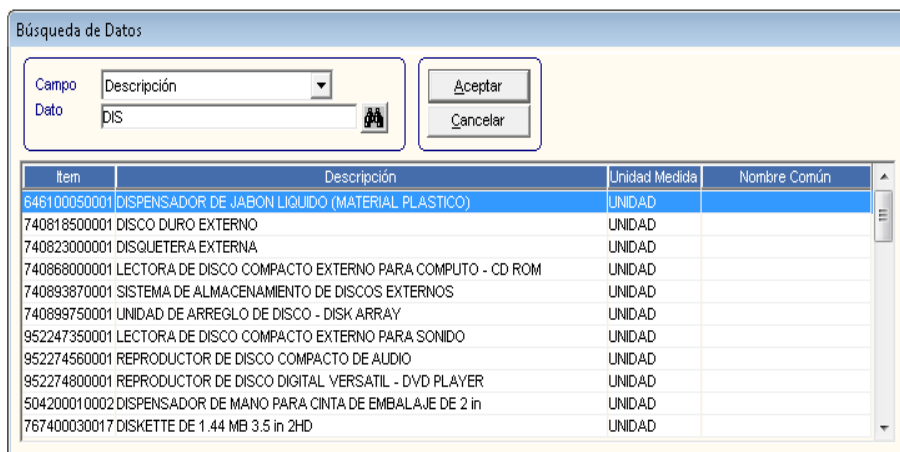 Búsqueda de Datos
Campo Descripción Aceptar
Dato DIS Cancelar
Item Descripción Unidad Medida Nombre Común
646100050001 DISPENSADOR DE JABON LIQUIDO (MATERIAL PLASTICO) UNIDAD
740818500001 DISCO DURO EXTERNO UNIDAD
740823000001 DISQUETERA EXTERNA UNIDAD
740868000001 LECTORA DE DISCO COMPACTO EXTERNO PARA COMPUTO - CD ROM UNIDAD
740893870001 SISTEMA DE ALMACENAMIENTO DE DISCOS EXTERNOS UNIDAD
740899750001 UNIDAD DE ARREGLO DE DISCO - DISK ARRAY UNIDAD
952247350001 LECTORA DE DISCO COMPACTO EXTERNO PARA SONIDO UNIDAD
952274560001 REPRODUCTOR DE DISCO COMPACTO DE AUDIO UNIDAD
952274800001 REPRODUCTOR DE DISCO DIGITAL VERSATIL - DVD PLAYER UNIDAD
504200010002 DISPENSADOR DE MANO PARA CINTA DE EMBALAJE DE 2 in UNIDAD
767400030017 DISKETTE DE 1.44 MB 3.5 in 2HD UNIDAD